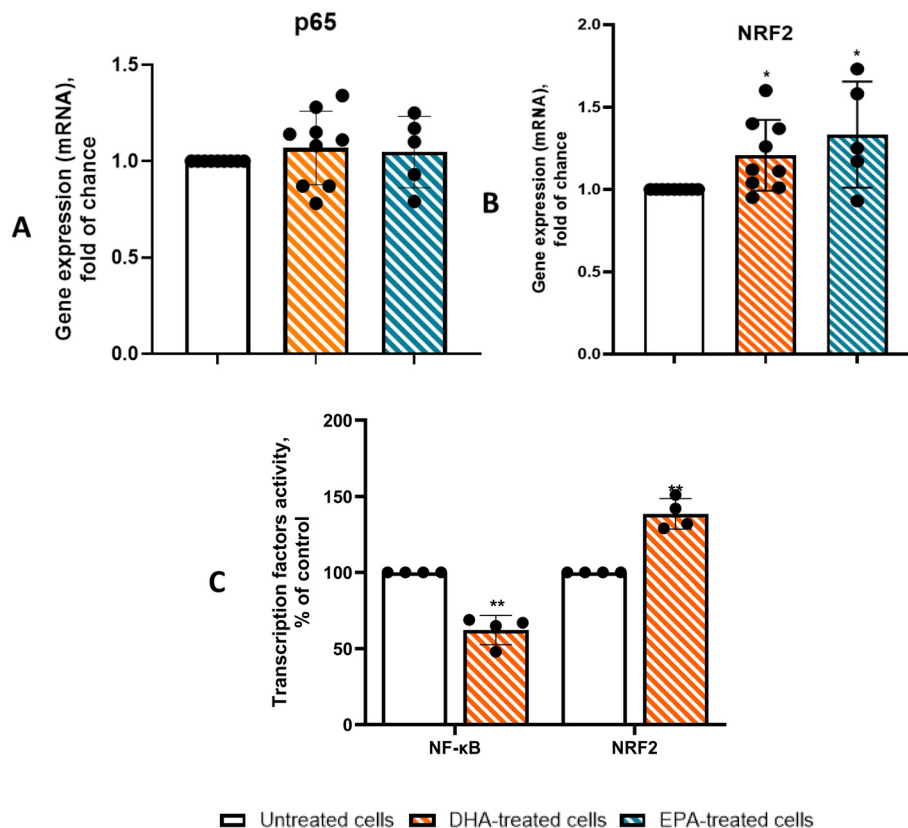 p65
Gene expression (mRNA),
fold of chance
1.5
1.0
0.5
0.0
A
NRF2
Gene expression (mRNA),
fold of chance
2.0
1.5
1.0
0.5
0.0
*
*
B
Transcription factors activity,
% of control
200
150
100
50
0
**
**
NF-κB
NRF2
C
Untreated cells
DHA-treated cells
EPA-treated cells